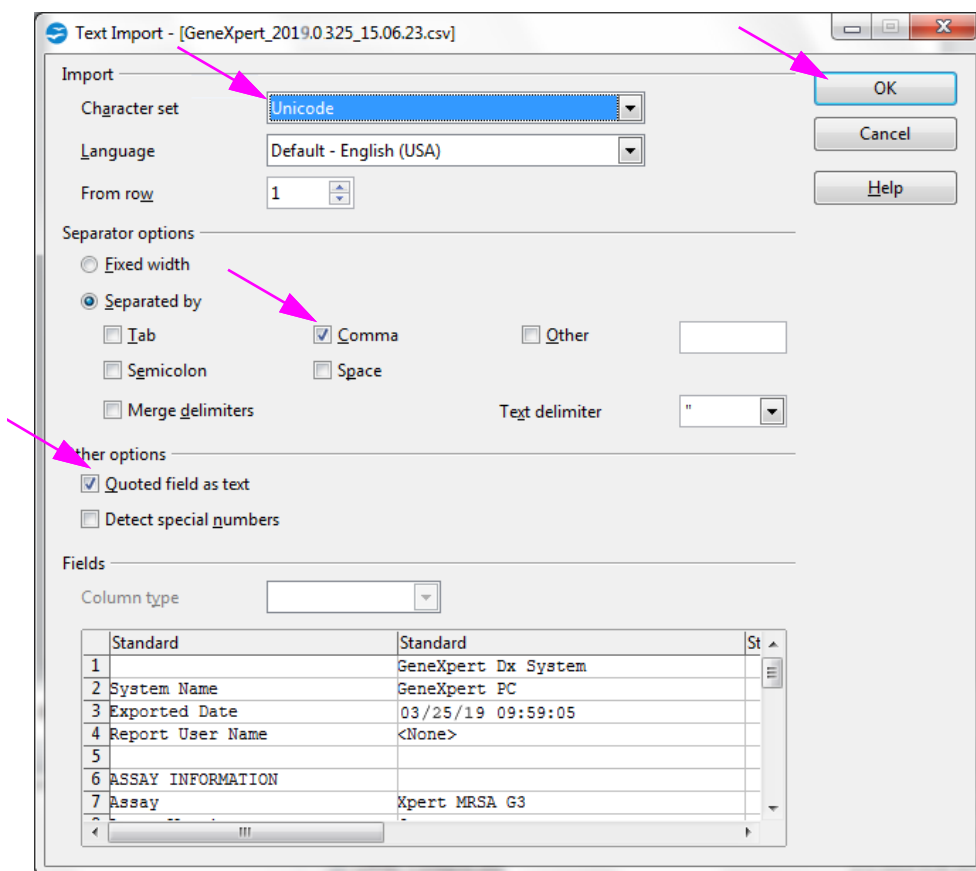 Text Import - [GeneXpert_2019.0 325_15.06.23.csv]
Import
OK
Character set
Unicode
Cancel
Language
Default - English (USA)
From row
1
Help
Separator options
Fixed width
Separated by
Tab
Comma
Other
Semicolon
Space
Merge delimiters
Text delimiter
"
ther options
Quoted field as text
Detect special numbers
Fields
Column type
Standard Standard St
1 GeneXpert Dx System
2 System Name GeneXpert PC
3 Exported Date 03/25/19 09:59:05
4 Report User Name <None>
5
6 ASSAY INFORMATION
7 Assay Xpert MRSA G3